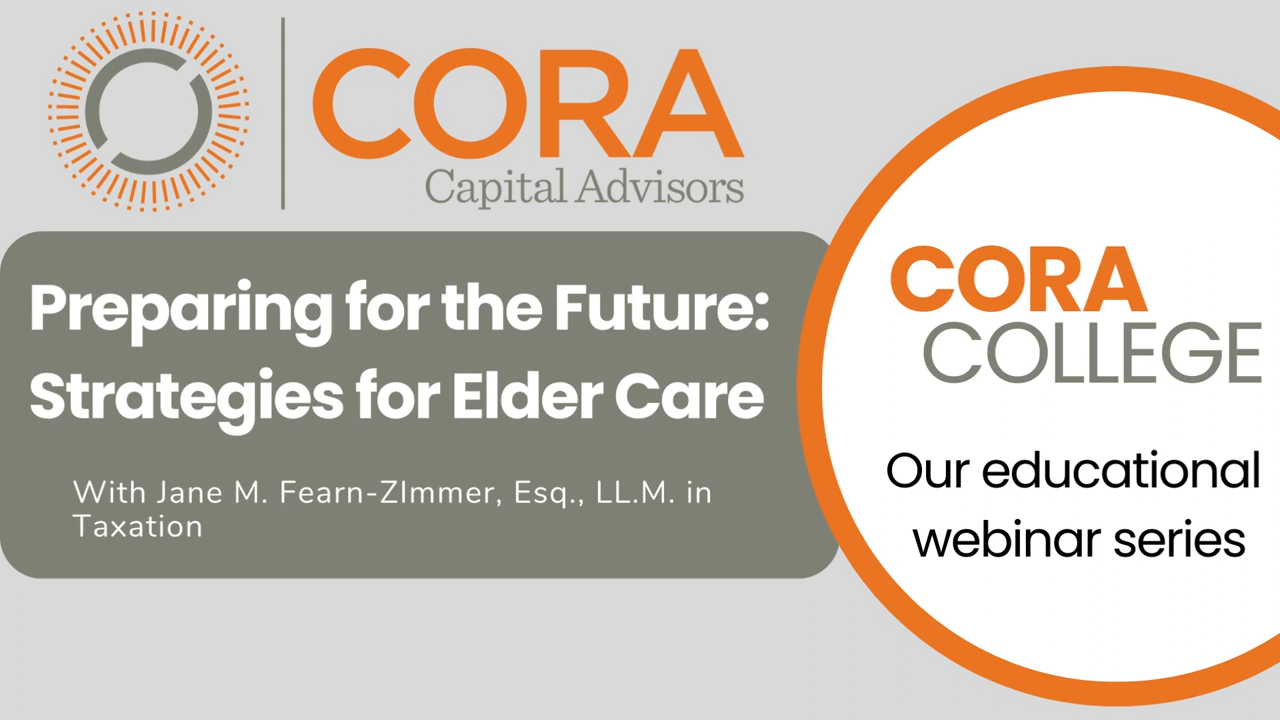 CORA
Capital Advisors
Preparing for the Future:
Strategies for Elder Care
With Jane M. Fearn-ZImmer, Esq., LL.M. in
Taxation
CORA
COLLEGE
Our educational
webinar series